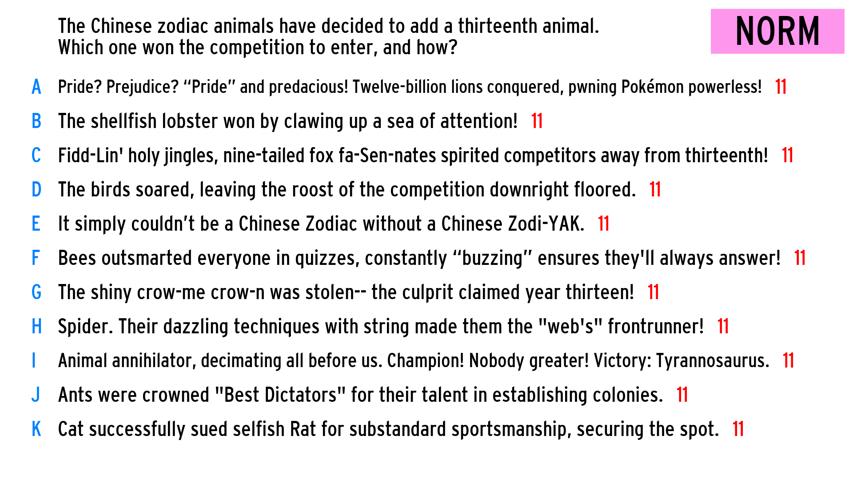 The Chinese zodiac animals have decided to add a thirteenth animal.
Which one won the competition to enter, and how?
NORM
A Pride? Prejudice? “Pride” and predacious! Twelve-billion lions conquered, pwning Pokémon powerless! 11
B The shellfish lobster won by clawing up a sea of attention! 11
C Fidd-Lin' holy jingles, nine-tailed fox fa-Sen-nates spirited competitors away from thirteenth! 11
D The birds soared, leaving the roost of the competition downright floored. 11
E It simply couldn’t be a Chinese Zodiac without a Chinese Zodi-YAK. 11
F Bees outsmarted everyone in quizzes, constantly “buzzing” ensures they'll always answer! 11
G The shiny crow-me crow-n was stolen-- the culprit claimed year thirteen! 11
H Spider. Their dazzling techniques with string made them the "web's" frontrunner! 11
I Animal annihilator, decimating all before us. Champion! Nobody greater! Victory: Tyrannosaurus. 11
J Ants were crowned "Best Dictators" for their talent in establishing colonies. 11
K Cat successfully sued selfish Rat for substandard sportsmanship, securing the spot. 11